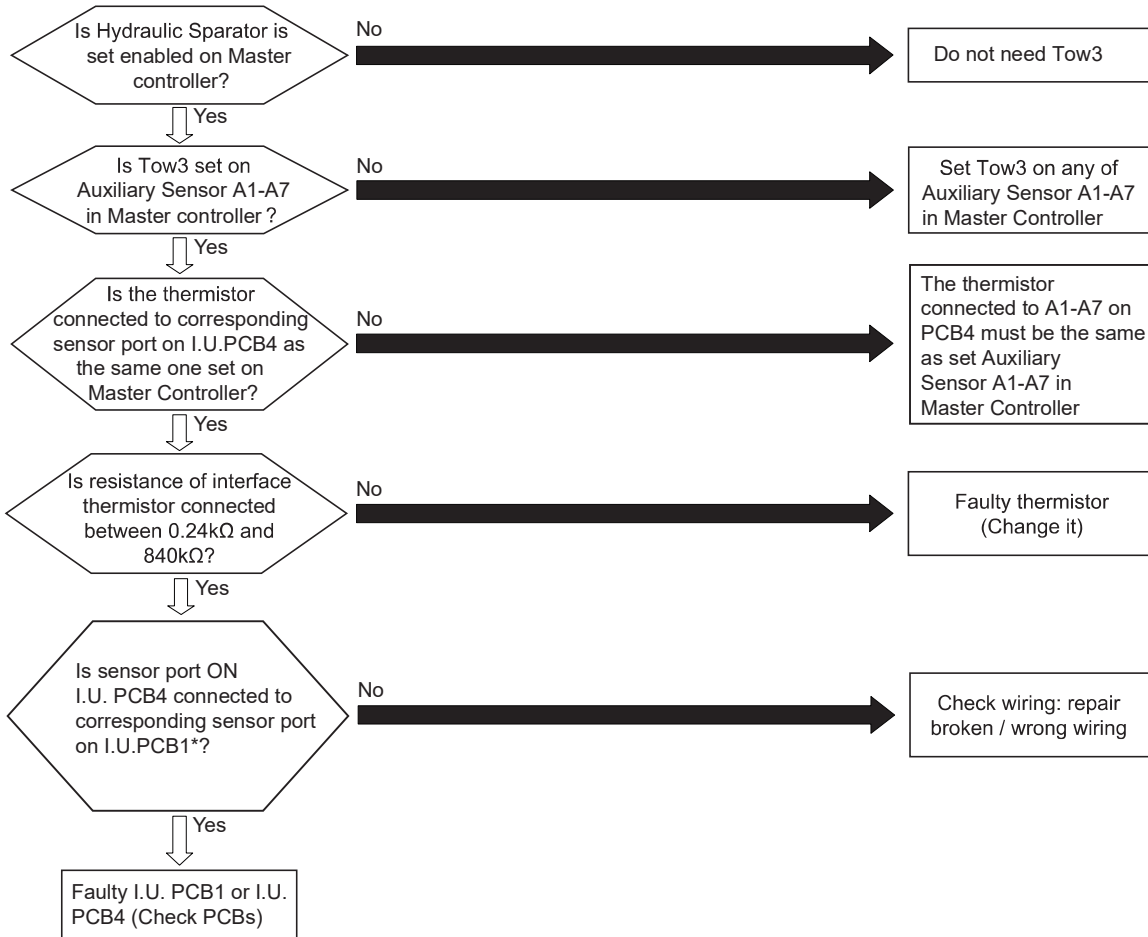 Is Hydraulic Sparator is
set enabled on Master
controller?
No
Do not need Tow3
Yes
Is Tow3 set on
Auxiliary Sensor A1-A7
in Master controller ?
No
Set Tow3 on any of
Auxiliary Sensor A1-A7
in Master Controller
Yes
Is the thermistor
connected to corresponding
sensor port on I.U.PCB4 as
the same one set on
Master Controller?
No
The thermistor
connected to A1-A7 on
PCB4 must be the same
as set Auxiliary
Sensor A1-A7 in
Master Controller
Yes
Is resistance of interface
thermistor connected
between 0.24kΩ and
840kΩ?
No
Faulty thermistor
(Change it)
Yes
Is sensor port ON
I.U. PCB4 connected to
corresponding sensor port
on I.U.PCB1*?
No
Check wiring: repair
broken / wrong wiring
Yes
Faulty I.U. PCB1 or I.U.
PCB4 (Check PCBs)